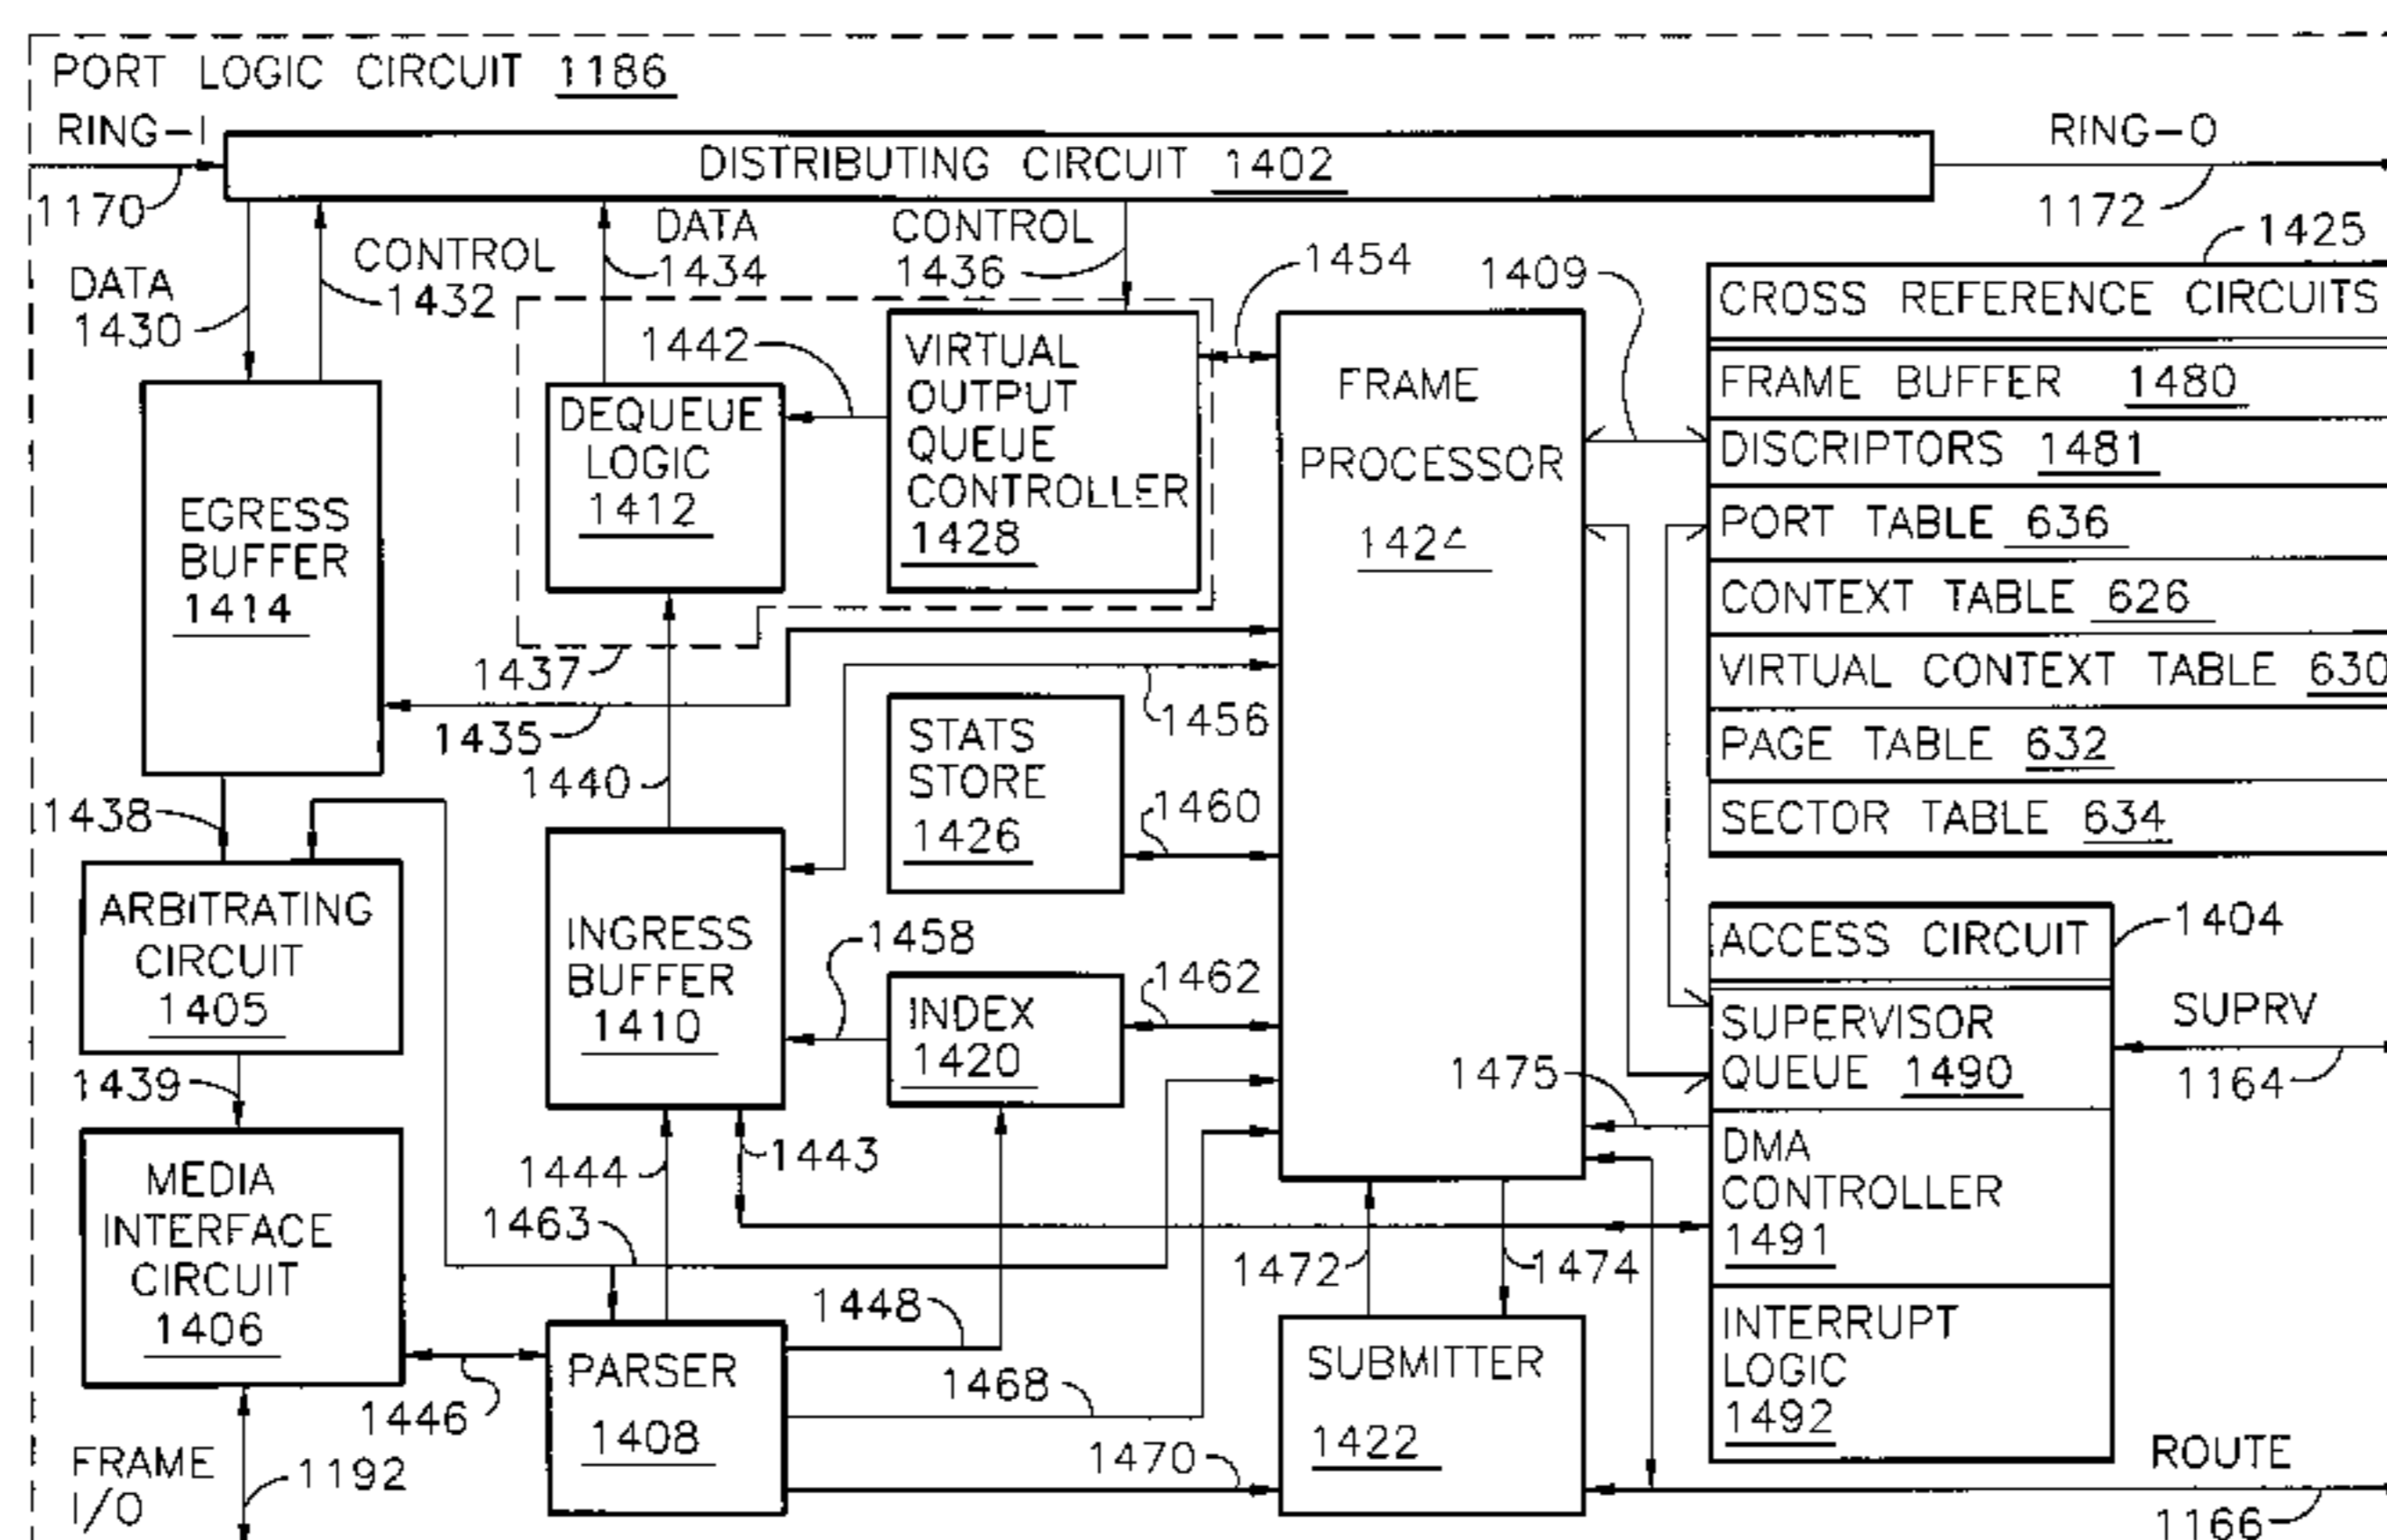 PORT LOGIC CIRCUIT 1186
RING-I
1170
DISTRIBUTING CIRCUIT 1402
RING-O
1172
DATA
1430
CONTROL
1432
DATA
1434
CONTROL
1436
1454
1409
1425
1442
EGRESS
BUFFER
1414
DEQUEUE
LOGIC
1412
VIRTUAL
OUTPUT
QUEUE
CONTROLLER
1428
FRAME
PROCESSOR
1424
CROSS REFERENCE CIRCUITS
FRAME BUFFER 1480
DISCRIPTORS 1481
PORT TABLE 636
CONTEXT TABLE 626
VIRTUAL CONTEXT TABLE 630
PAGE TABLE 632
SECTOR TABLE 634
1437
1435
1440
1456
STATS
STORE
1426
1460
1438
ARBITRATING
CIRCUIT
1405
INGRESS
BUFFER
1410
1458
INDEX
1420
1462
ACCESS CIRCUIT
1404
SUPERVISOR
QUEUE 1490
DMA
CONTROLLER
1491
INTERRUPT
LOGIC
1492
SUPRV
1164
1475
1439
MEDIA
INTERFACE
CIRCUIT
1406
1444
1443
1463
1472
1474
1448
1468
1446
PARSER
1408
1470
SUBMITTER
1422
FRAME
I/O
1192
ROUTE
1166